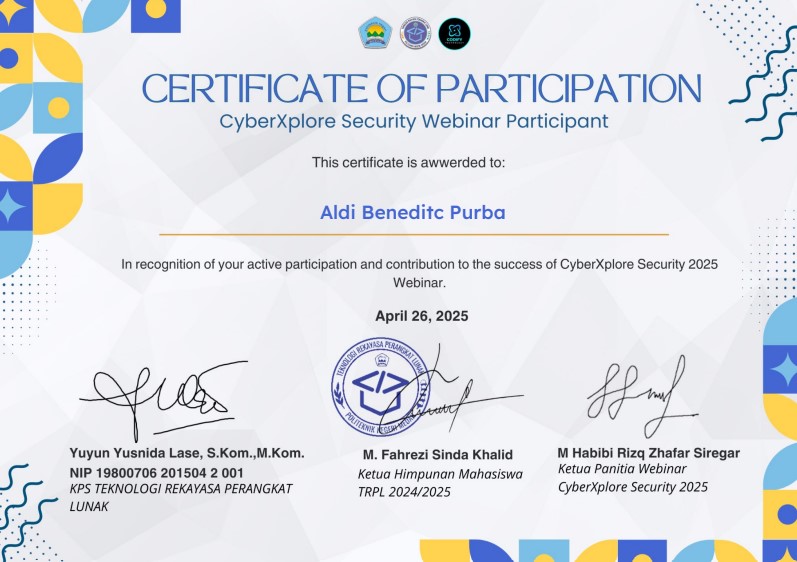 CODIFY
CERTIFICATE OF PARTICIPATION
CyberXplore Security Webinar Participant
This certificate is awwerded to:
Aldi Beneditc Purba
In recognition of your active participation and contribution to the success of CyberXplore Security 2025
Webinar.
April 26, 2025
TEKNOLOGI REKAYASA PERANGKAT LUNAK
POLITEKNIK NEGERI
Yuyun Yusnida Lase, S.Kom.,M.Kom.
NIP 19800706 201504 2 001
KPS TEKNOLOGI REKAYASA PERANGKAT
LUNAK
M. Fahrezi Sinda Khalid
Ketua Himpunan Mahasiswa
TRPL 2024/2025
M Habibi Rizq Zhafar Siregar
Ketua Panitia Webinar
CyberXplore Security 2025